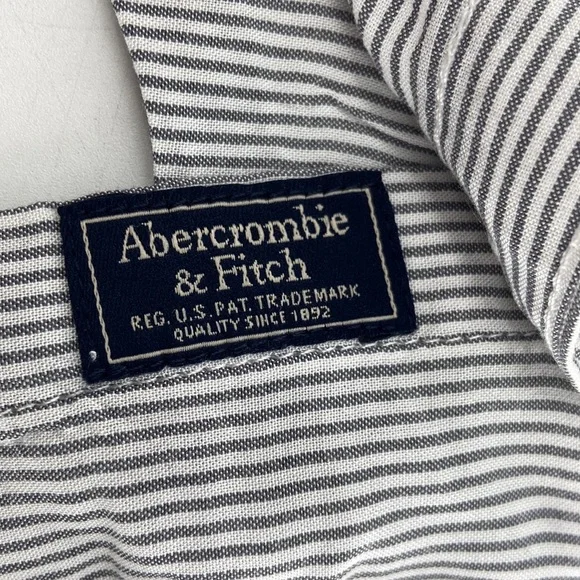 Abercrombie
& Fitch
REG. U.S. PAT. TRADEMARK
QUALITY SINCE 1892